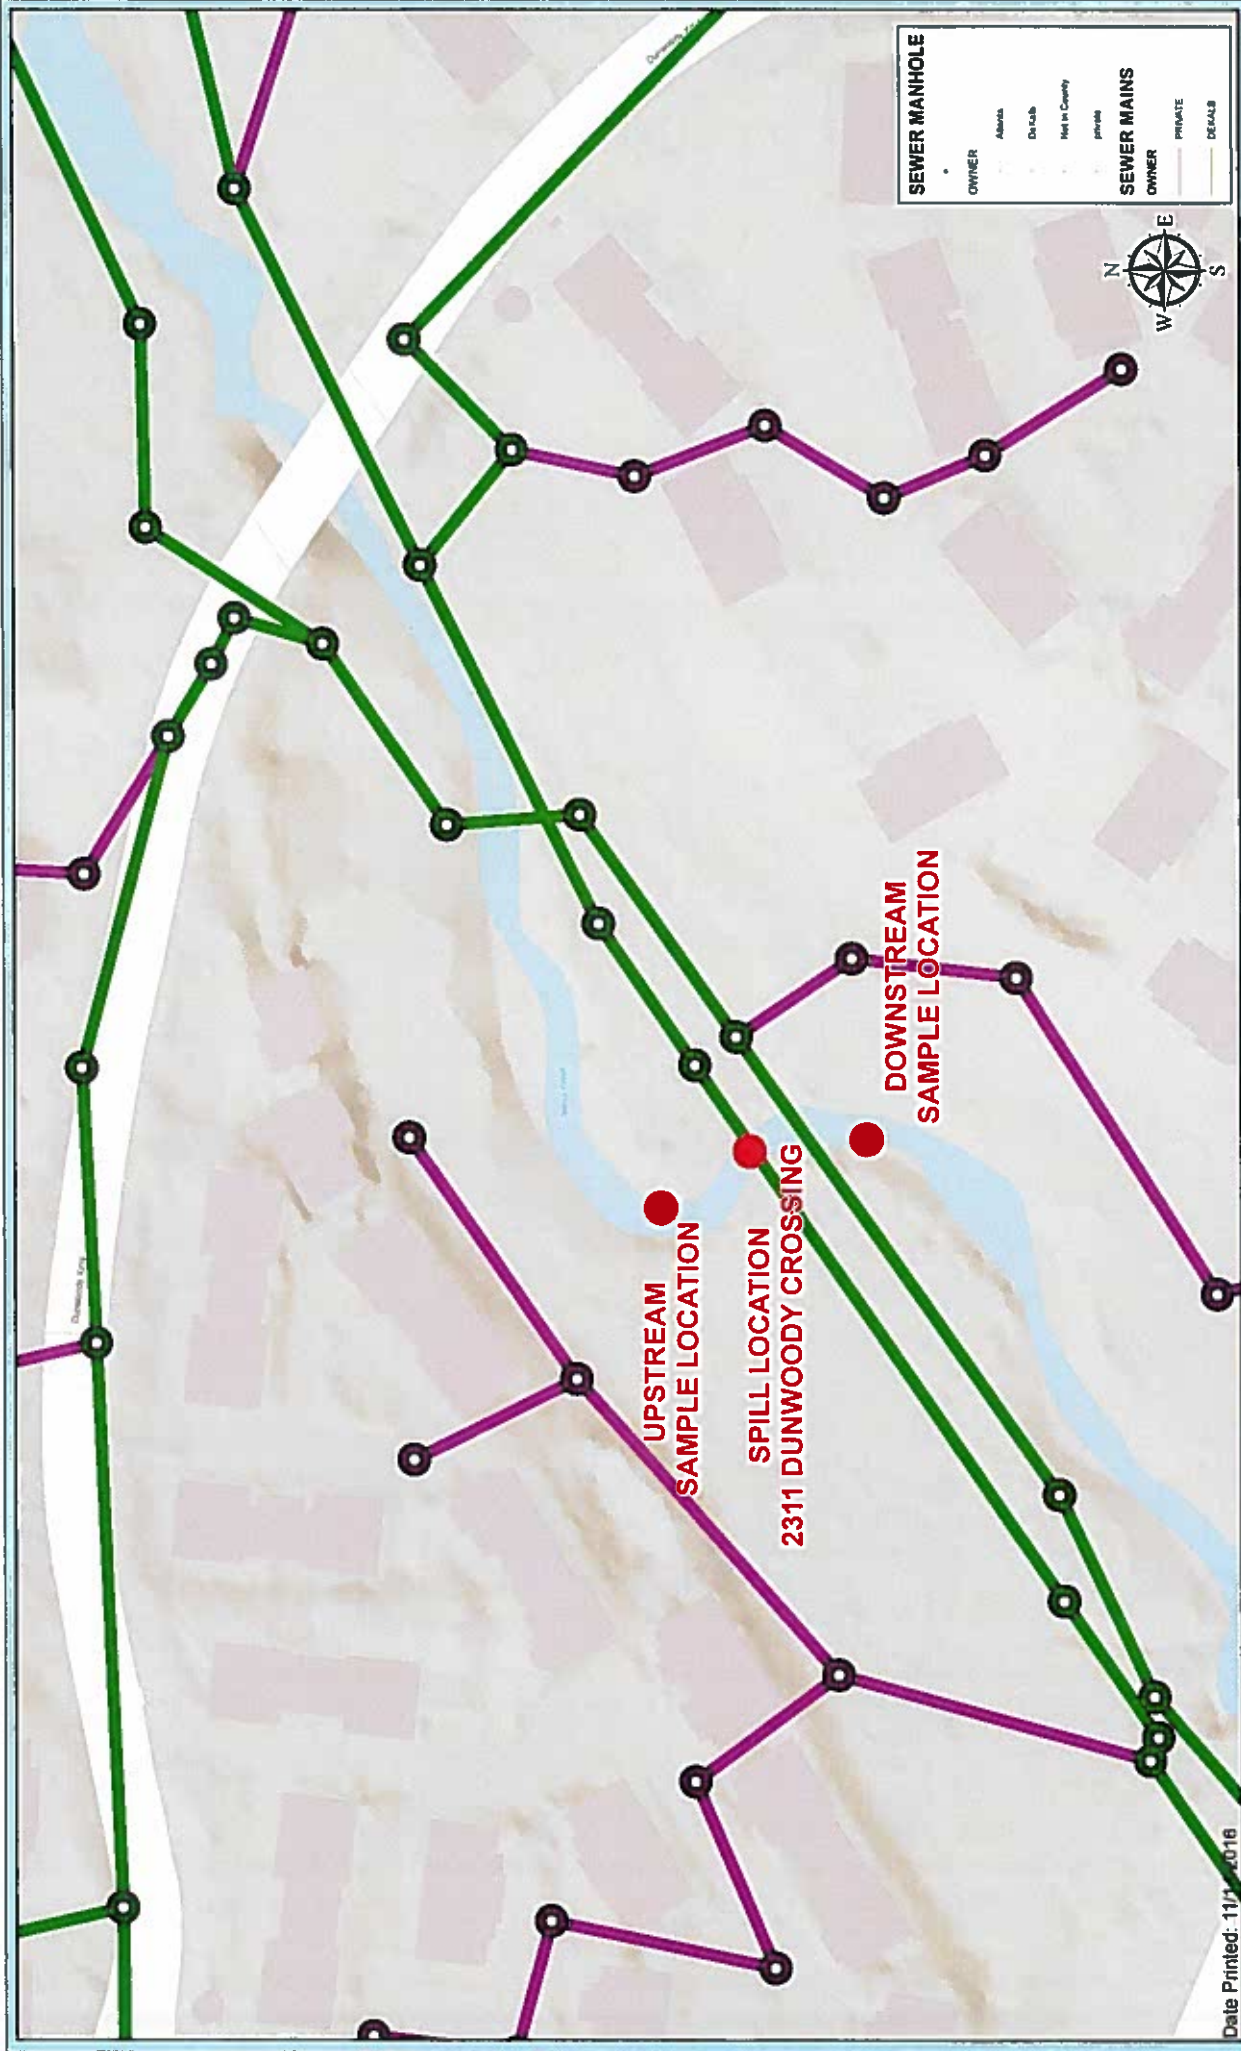 SEWER MANHOLE
OWNER
Atlanta
DeKalb
Not in County
private
SEWER MAINS
OWNER
PRIVATE
DEKALB
N
W
E
S
UPSTREAM
SAMPLE LOCATION
SPILL LOCATION
2311 DUNWOODY CROSSING
DOWNSTREAM
SAMPLE LOCATION
Date Printed: 2016